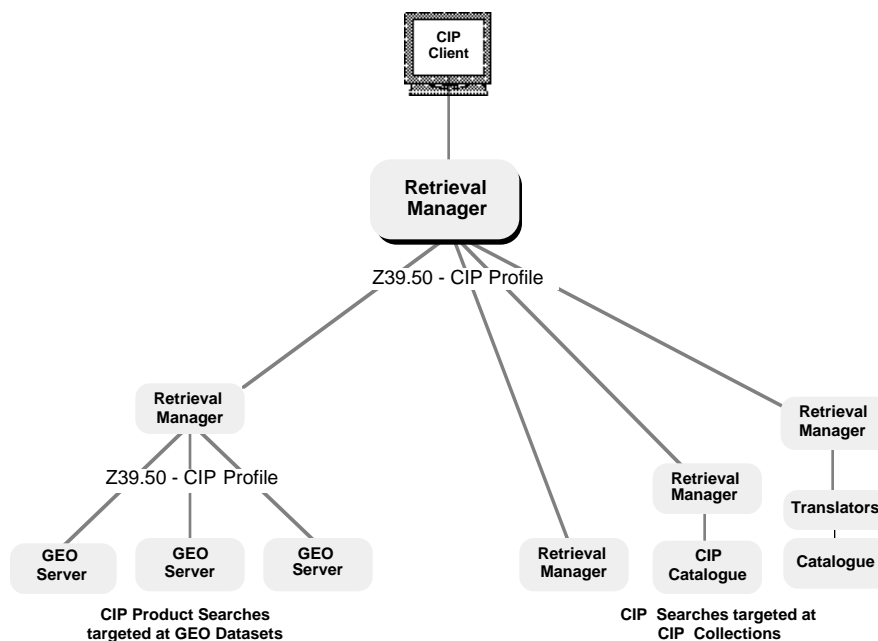 CIP
Client
Retrieval
Manager
Z39.50 - CIP Profile
Retrieval
Manager
Retrieval
Manager
Z39.50 - CIP Profile
Retrieval
Manager
Translators
GEO
Server
GEO
Server
GEO
Server
Retrieval
Manager
CIP
Catalogue
Catalogue
CIP Product Searches
targeted at GEO Datasets
CIP Searches targeted at
CIP Collections